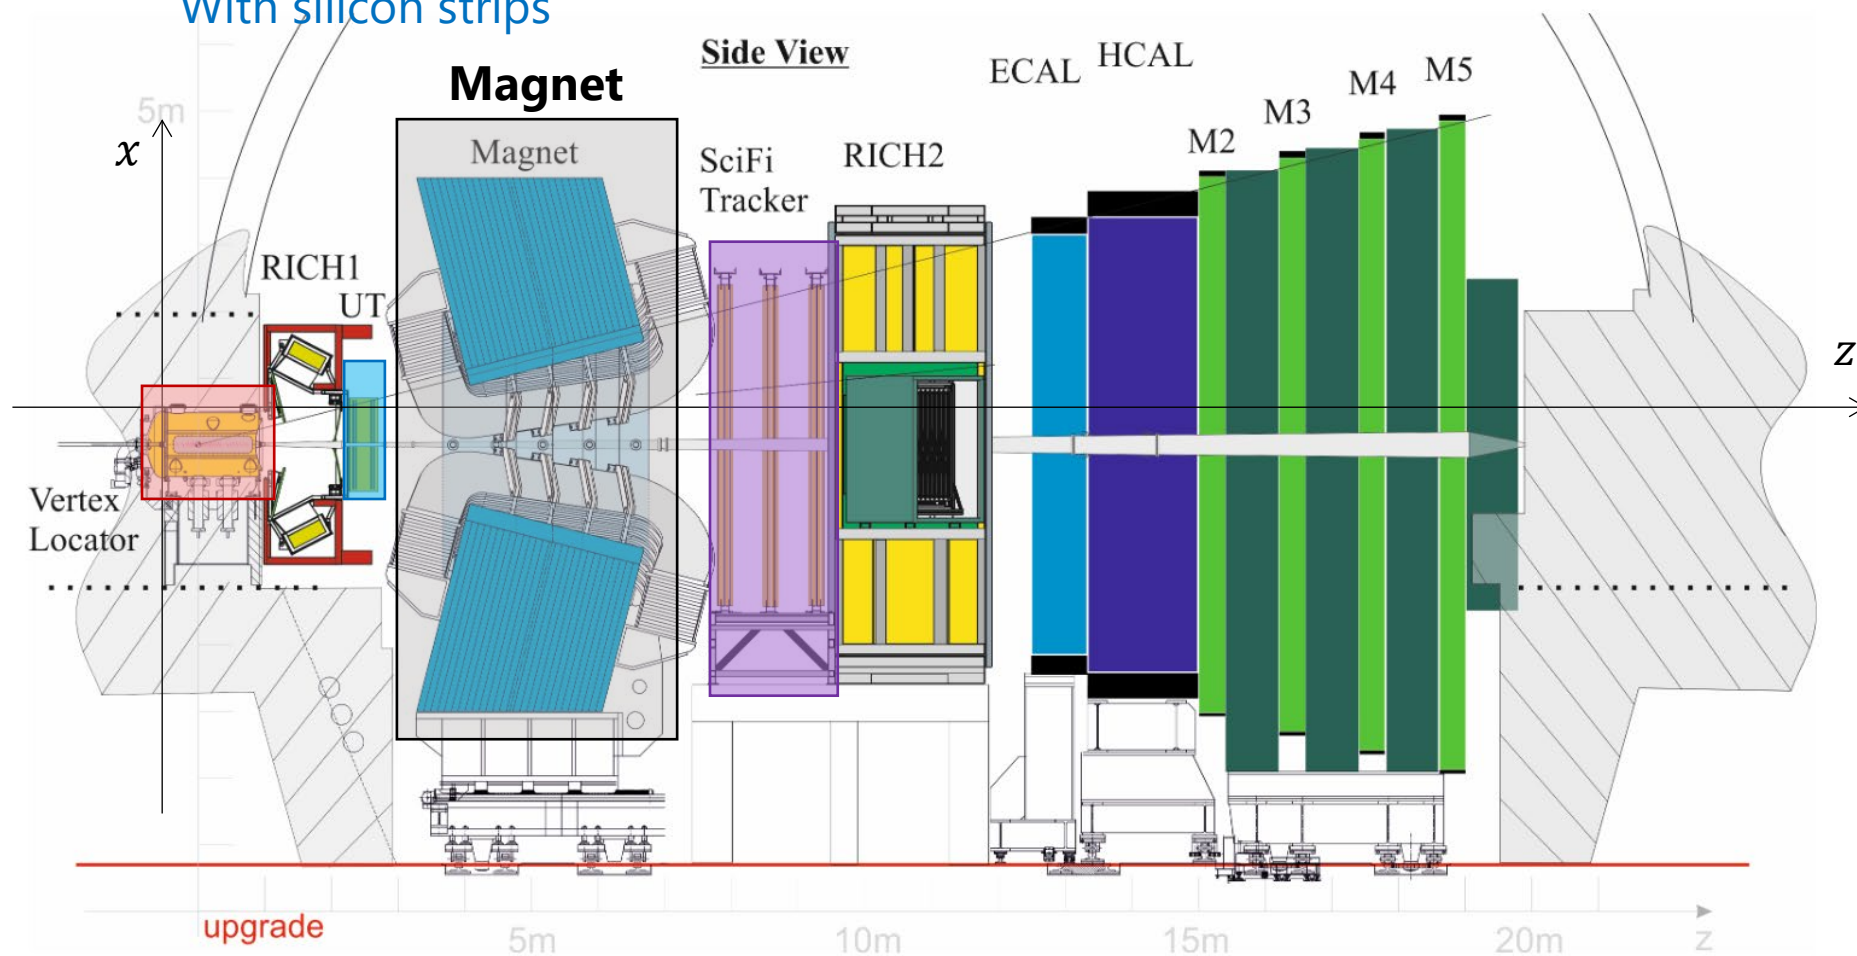 With silicon strips
Side View
Magnet
ECAL
HCAL
M5
M4
M3
M2
5m
x
Magnet
SciFi
Tracker
RICH2
RICH1
UT
z
Vertex
Locator
upgrade
5m
10m
15m
20m
z